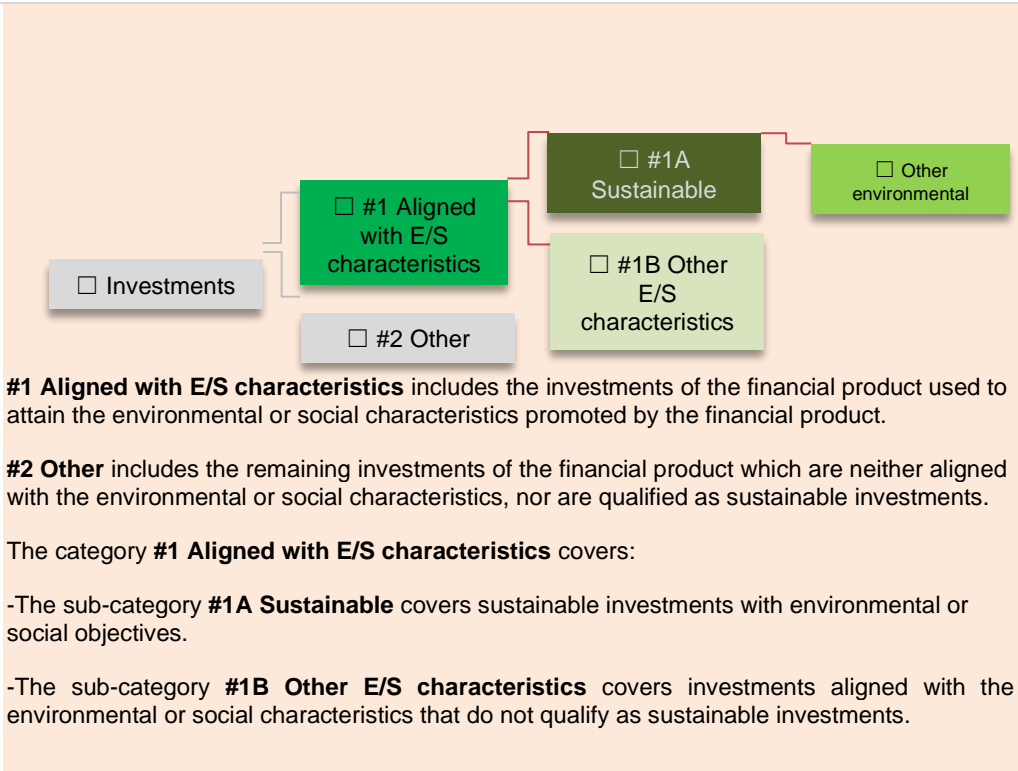 ☐ #1A
Sustainable
☐ Other
environmental
☐ #1 Aligned
with E/S
characteristics
☐ #1B Other
E/S
characteristics
☐ Investments
☐ #2 Other
#1 Aligned with E/S characteristics includes the investments of the financial product used to
attain the environmental or social characteristics promoted by the financial product.
#2 Other includes the remaining investments of the financial product which are neither aligned
with the environmental or social characteristics, nor are qualified as sustainable investments.
The category #1 Aligned with E/S characteristics covers:
-The sub-category #1A Sustainable covers sustainable investments with environmental or
social objectives.
-The sub-category #1B Other E/S characteristics covers investments aligned with the
environmental or social characteristics that do not qualify as sustainable investments.